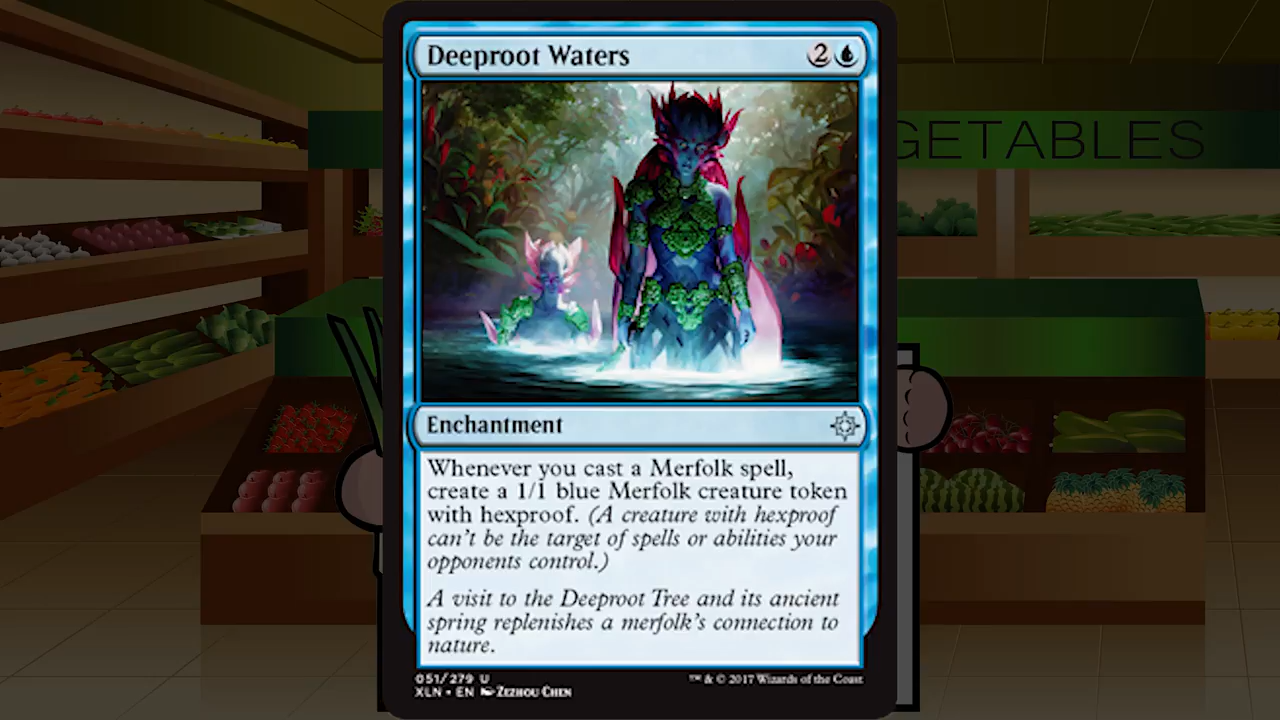 Deeproot Waters
2
GETABLES
Enchantment
Whenever you cast a Merfolk spell,
create a 1/1 blue Merfolk creature token
with hexproof. (A creature with hexproof
can't be the target of spells or abilities your
opponents control.)
A visit to the Deeproot Tree and its ancient
spring replenishes a merfolk's connection to
nature.
051/279 U
XLN • EN Zezhou Chen
™ & © 2017 Wizards of the Coast